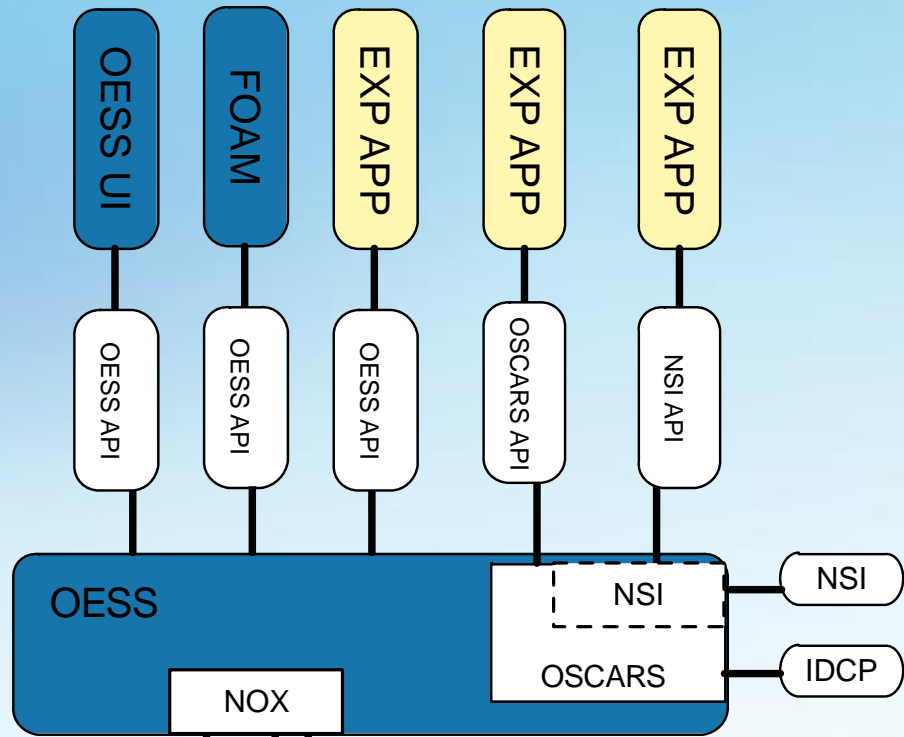 OESS UI
FOAM
EXP APP
EXP APP
EXP APP
OESS API
OESS API
OESS API
OSCARS API
NSI API
OESS
NSI
NSI
OSCARS
IDCP
NOX